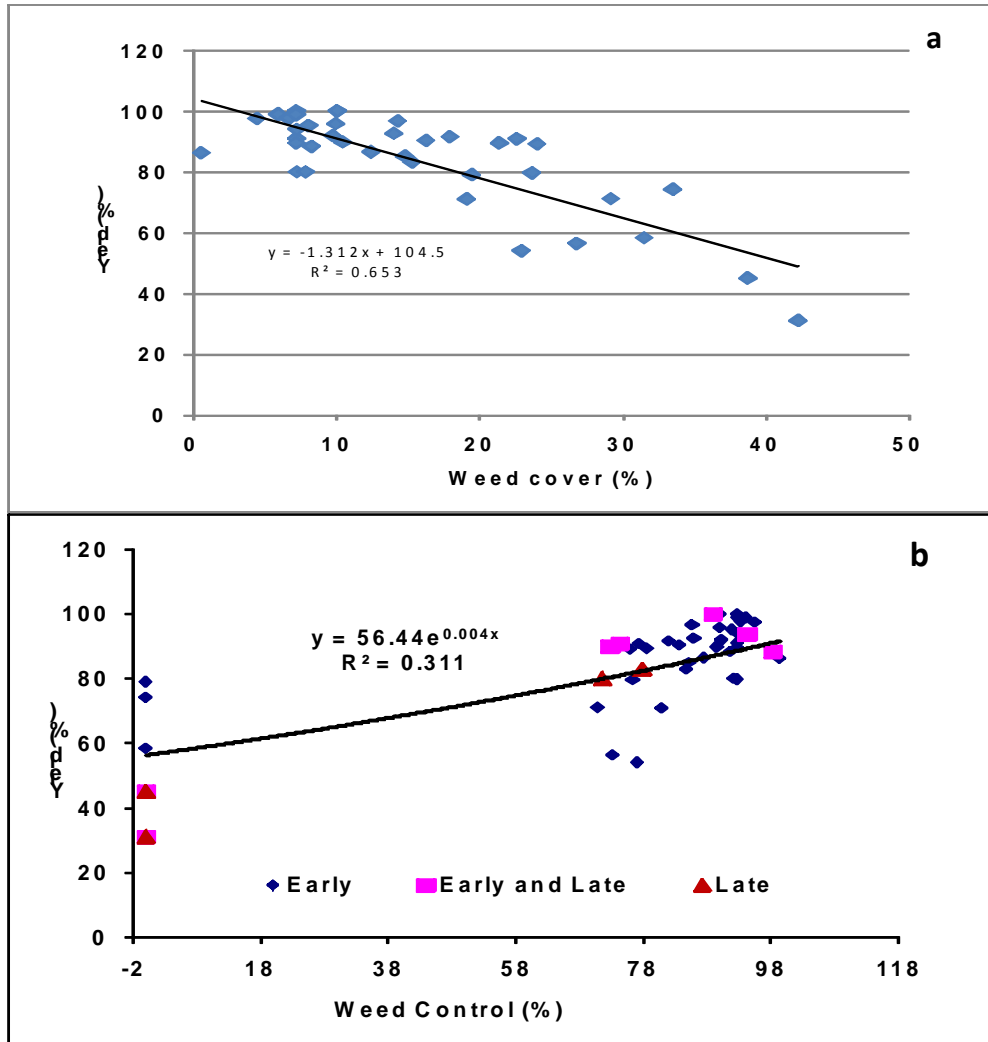 a
120
100
80
60
40
20
0
Yerd (%)
y = -1.312x + 104.5
R² = 0.653
0 10 20 30 40 50
Weed cover (%)
b
120
100
80
60
40
20
0
Yerd (%)
y = 56.44e^0.004x
R² = 0.311
Early Early and Late Late
-2 18 38 58 78 98 118
Weed Control (%)